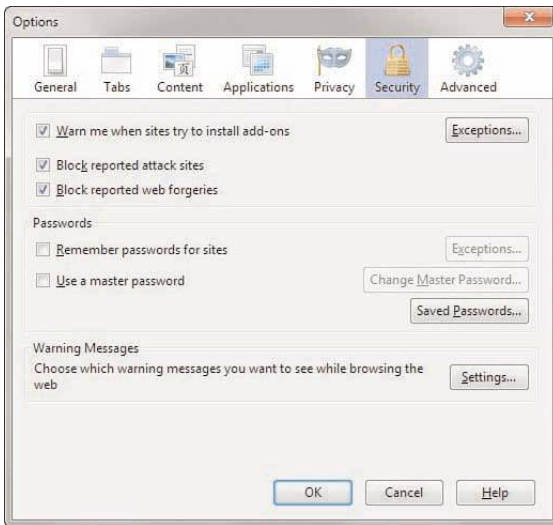 Options
General Tabs Content Applications Privacy Security Advanced
Warn me when sites try to install add-ons Exceptions...
Block reported attack sites
Block reported web forgeries
Passwords
Remember passwords for sites Exceptions...
Use a master password Change Master Password...
Saved Passwords...
Warning Messages
Choose which warning messages you want to see while browsing the
web
Settings...
OK Cancel Help